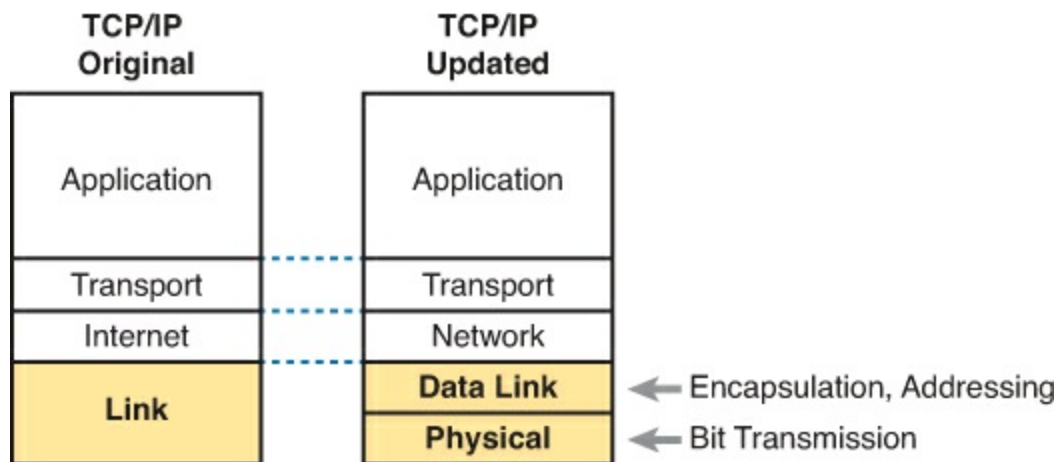 TCP/IP
Original
TCP/IP
Updated
Application
Application
Transport
Transport
Internet
Network
Link
Data Link
Encapsulation, Addressing
Physical
Bit Transmission